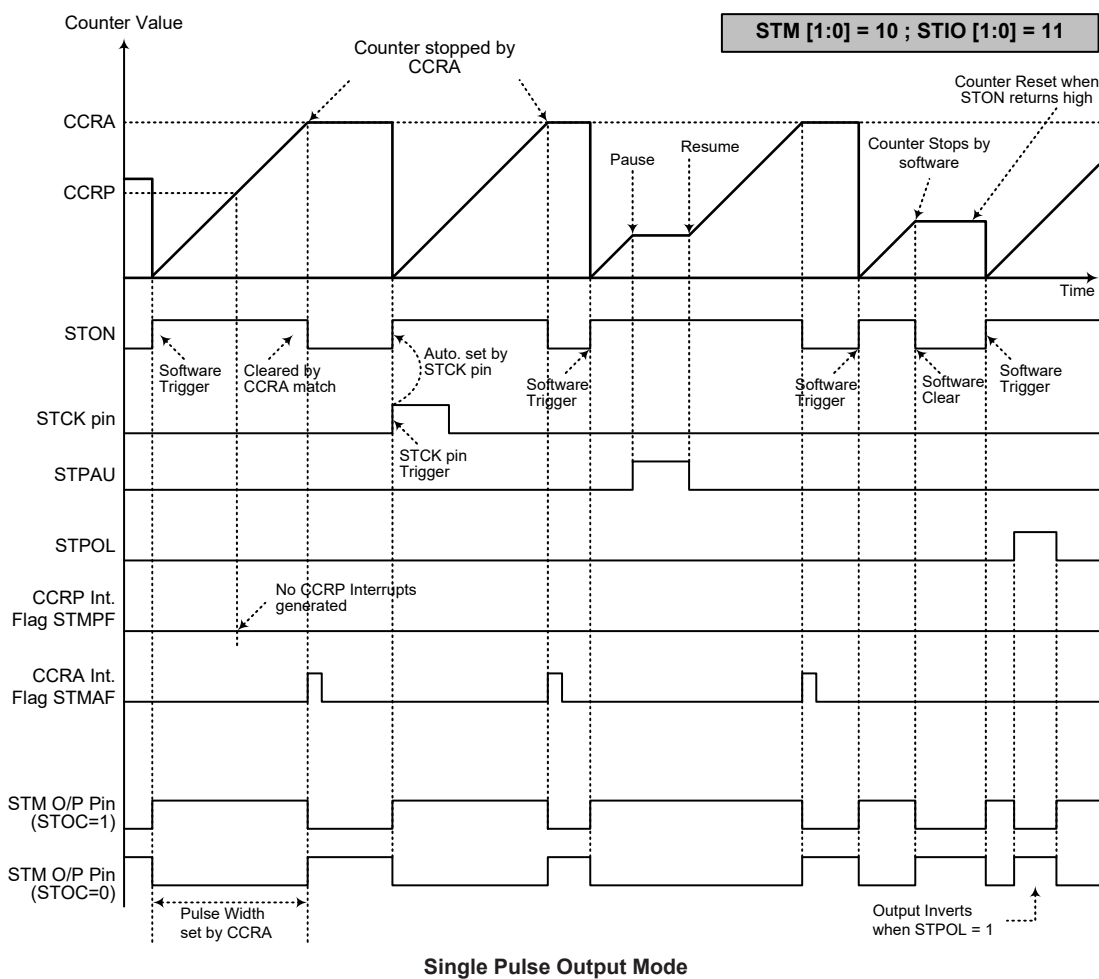 Counter Value
STM [1:0] = 10 ; STIO [1:0] = 11
Counter stopped by
CCRA
Counter Reset when
STON returns high
CCRA
Pause
Resume
Counter Stops by
software
CCRP
Time
STON
Software
Trigger
Cleared by
CCRA match
Auto. set by
STCK pin
Software
Trigger
Software
Trigger
Software
Clear
Software
Trigger
STCK pin
STCK pin
Trigger
STPAU
STPOL
No CCRP Interrupts
generated
CCRP Int.
Flag STMPF
CCRA Int.
Flag STMAF
STM O/P Pin
(STOC=1)
STM O/P Pin
(STOC=0)
Pulse Width
set by CCRA
Output Inverts
when STPOL = 1
Single Pulse Output Mode